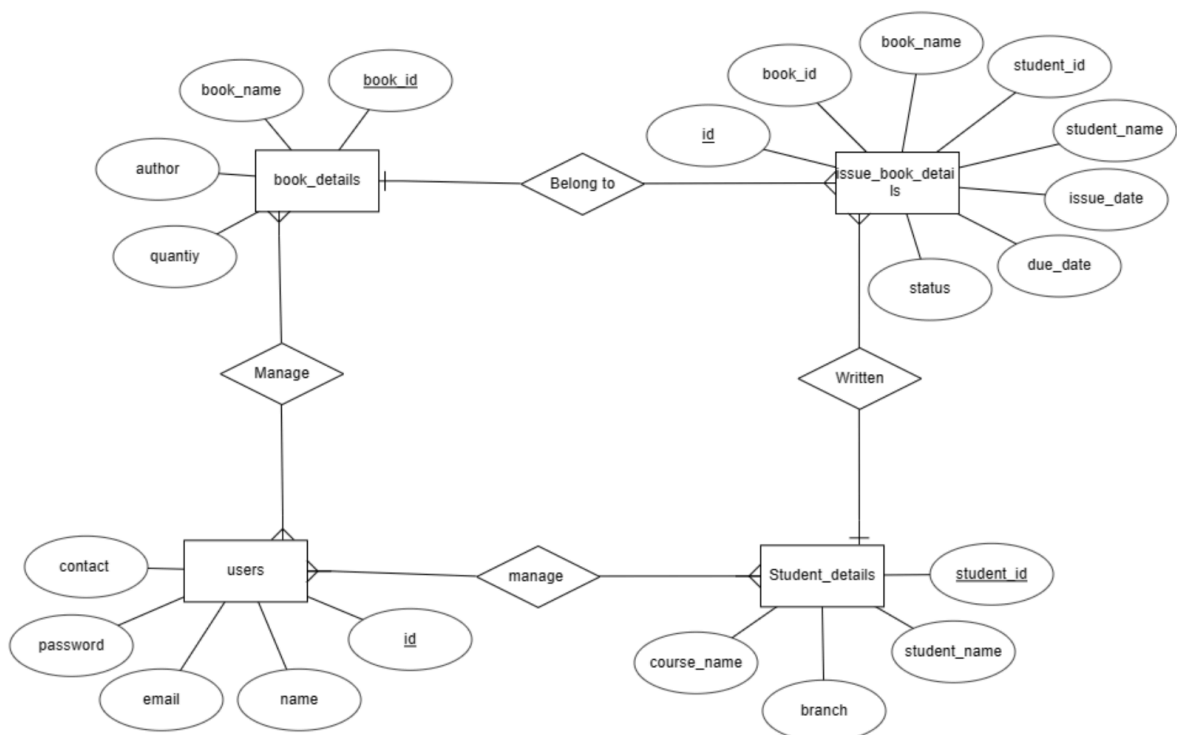 book_name
book_id
book_name
book_id
student_id
id
student_name
author
book_details
Belong to
issue_book_detai
ls
issue_date
quantiy
due_date
status
Manage
Written
contact
users
manage
Student_details
student_id
password
id
course_name
student_name
email
name
branch